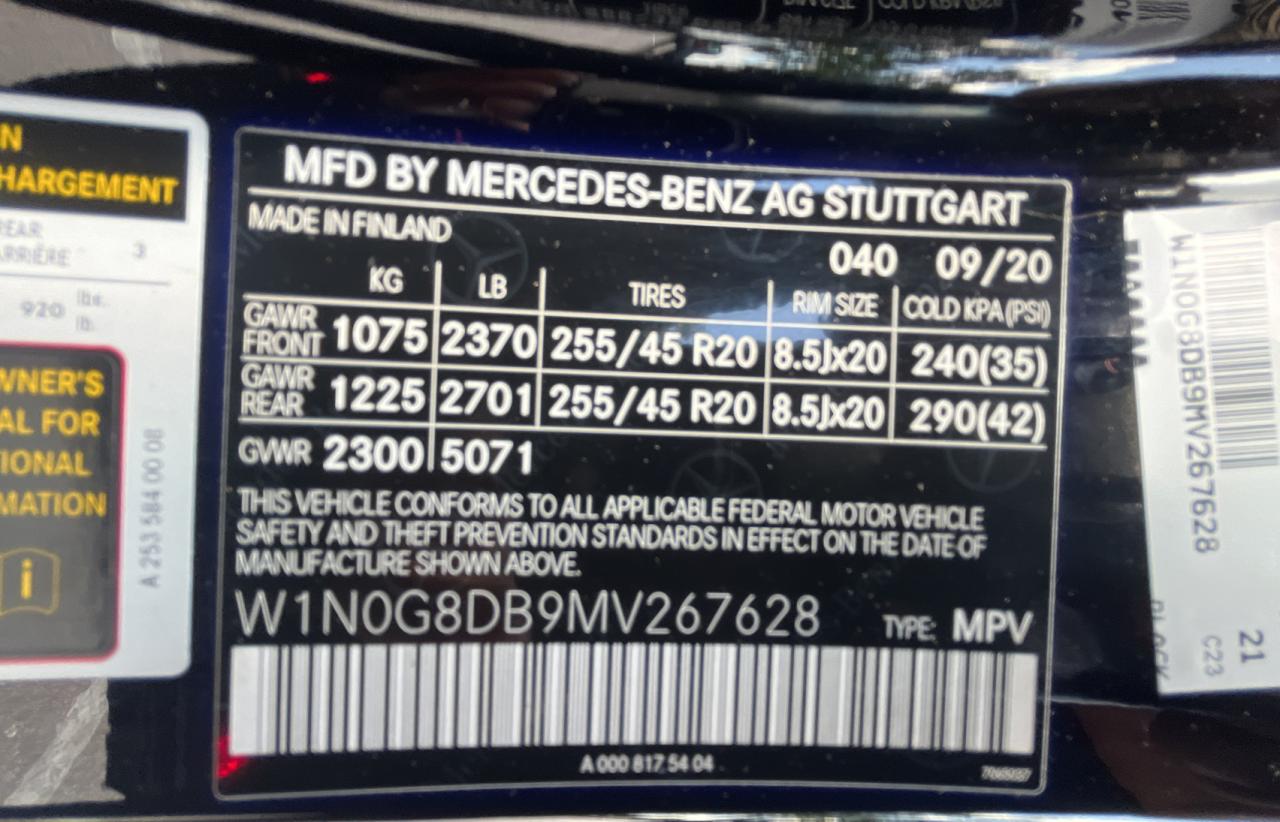 N
HARGEMENT
REAR
ARRIÈRE 3
920 lbs.
lb.
WNER'S
AL FOR
TIONAL
MATION
i
A 253 584 00 08
MFD BY MERCEDES-BENZ AG STUTTGART
MADE IN FINLAND
040 09/20
KG LB TIRES RIM SIZE COLD KPA (PSI)
GAWR
FRONT 1075 2370 255/45 R20 8.5Jx20 240(35)
GAWR
REAR 1225 2701 255/45 R20 8.5Jx20 290(42)
GVWR 2300 5071
THIS VEHICLE CONFORMS TO ALL APPLICABLE FEDERAL MOTOR VEHICLE
SAFETY AND THEFT PREVENTION STANDARDS IN EFFECT ON THE DATE OF
MANUFACTURE SHOWN ABOVE.
W1N0G8DB9MV267628 TYPE: MPV
A 000 817 54 04
W1N0G8DB9MV267628
21
C23